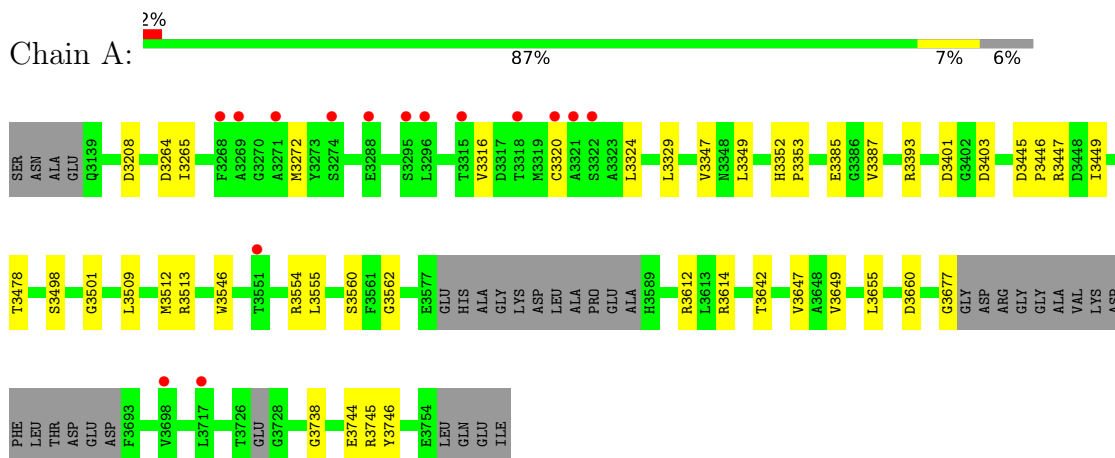 2%
Chain A:
87% 7% 6%
SER ASN ALA GLU Q3139 D3208 D3264 I3265 F3268 A3269 G3270 A3271 M3272 Y3273 S3274 E3288 S3295 L3296 T3315 V3316 D3317 T3318 M3319 C3320 A3321 S3322 A3323 L3324 L3329 V3347 N3348 L3349 H3352 P3353 E3385 G3386 V3387 R3393 D3401 G3402 D3403 D3445 P3446 R3447 D3448 I3449
T3478 S3498 G3501 L3509 M3512 R3513 W3546 T3551 R3554 L3555 S3560 F3561 G3562 E3577 GLU HIS ALA GLY LYS ASP LEU ALA PRO GLU ALA H3589 R3612 L3613 R3614 T3642 V3647 A3648 V3649 L3655 D3660 G3677 GLY ASP ARG GLY GLY ALA VAL LYS ASP
PHE LEU THR ASP GLU ASP F3693 V3698 L3717 T3726 GLU G3728 G3738 E3744 R3745 Y3746 E3754 LEU GLN GLU ILE